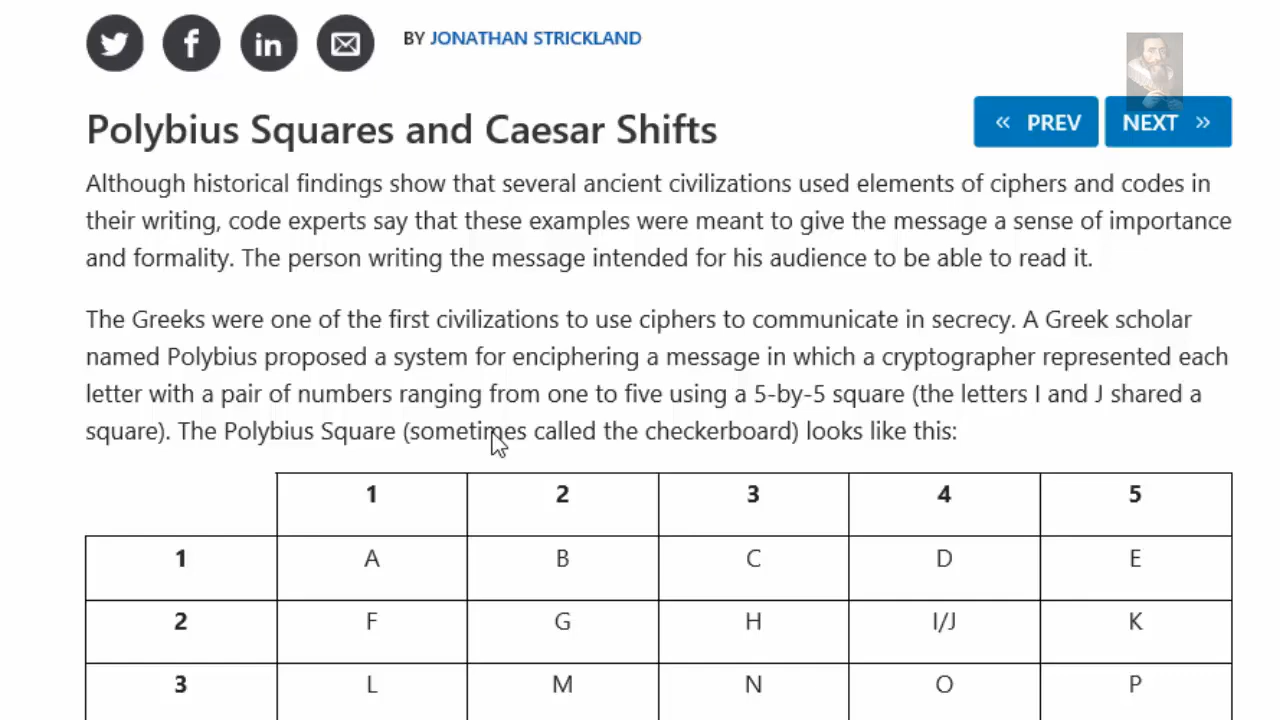 BY JONATHAN STRICKLAND
Polybius Squares and Caesar Shifts
« PREV
NEXT »
Although historical findings show that several ancient civilizations used elements of ciphers and codes in
their writing, code experts say that these examples were meant to give the message a sense of importance
and formality. The person writing the message intended for his audience to be able to read it.
The Greeks were one of the first civilizations to use ciphers to communicate in secrecy. A Greek scholar
named Polybius proposed a system for enciphering a message in which a cryptographer represented each
letter with a pair of numbers ranging from one to five using a 5-by-5 square (the letters I and J shared a
square). The Polybius Square (sometimes called the checkerboard) looks like this:
1 2 3 4 5
1 A B C D E
2 F G H I/J K
3 L M N O P